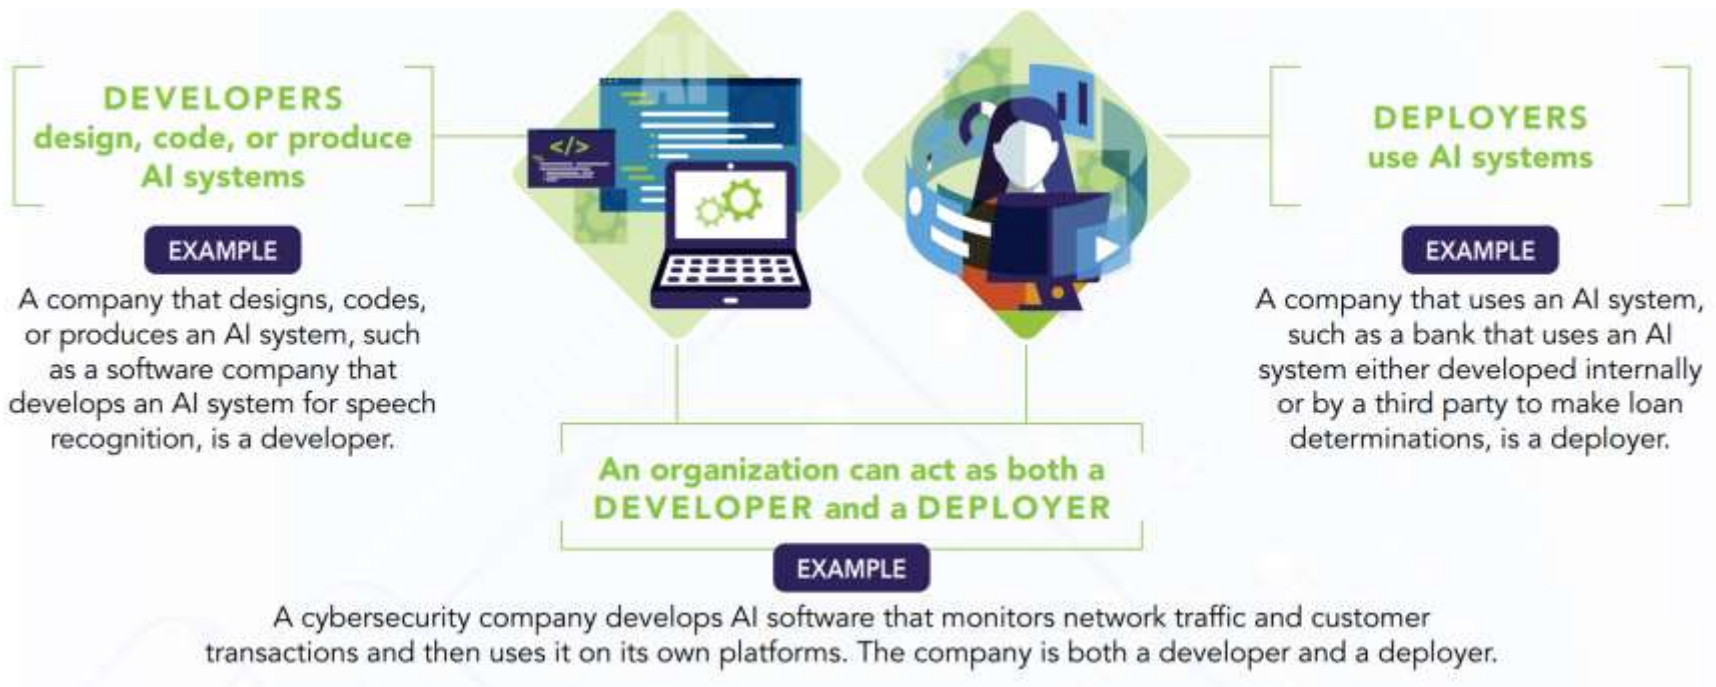 DEVELOPERS
design, code, or produce
AI systems
EXAMPLE
A company that designs, codes,
or produces an AI system, such
as a software company that
develops an AI system for speech
recognition, is a developer.
AI
</>
DEPLOYERS
use AI systems
EXAMPLE
A company that uses an AI system,
such as a bank that uses an AI
system either developed internally
or by a third party to make loan
determinations, is a deployer.
An organization can act as both a
DEVELOPER and a DEPLOYER
EXAMPLE
A cybersecurity company develops AI software that monitors network traffic and customer
transactions and then uses it on its own platforms. The company is both a developer and a deployer.